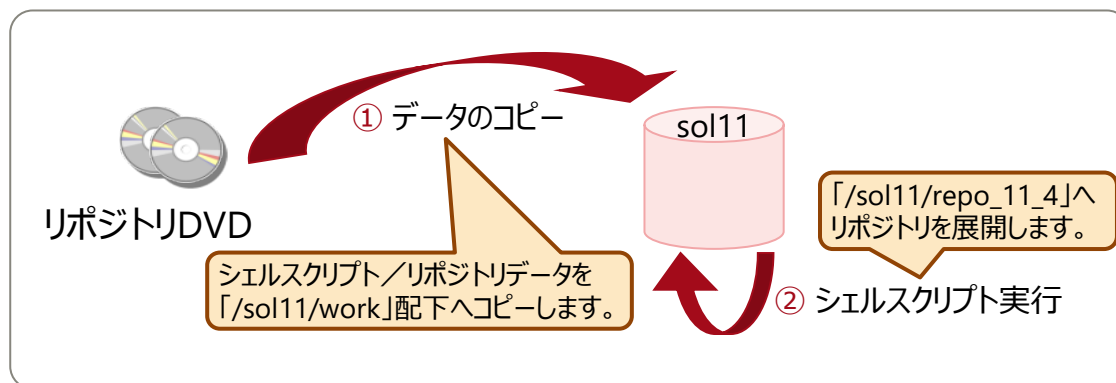 ① データのコピー
sol11
リポジトリDVD
シェルスクリプト／リポジトリデータを
「/sol11/work」配下へコピーします。
「/sol11/repo_11_4」へ
リポジトリを展開します。
② シェルスクリプト実行